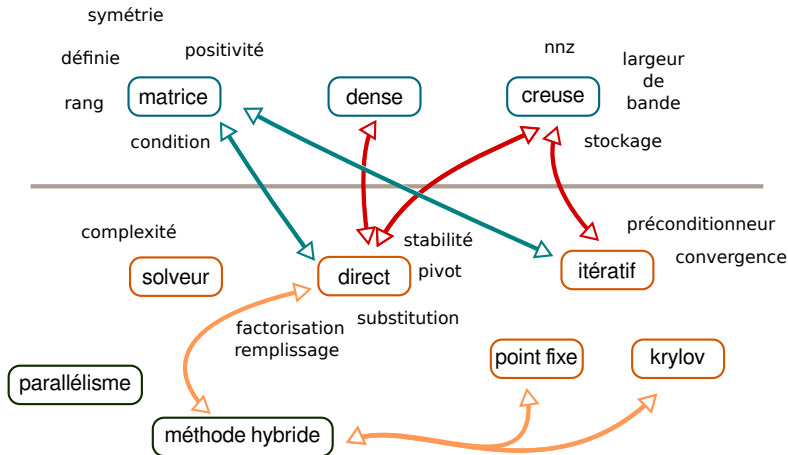 symétrie
positivité
définie
nnz
largeur
de
bande
matrice
dense
creuse
rang
condition
stockage
complexité
stabilité
préconditionneur
convergence
solveur
direct
pivot
itératif
substitution
factorisation
remplissage
point fixe
krylov
parallélisme
méthode hybride